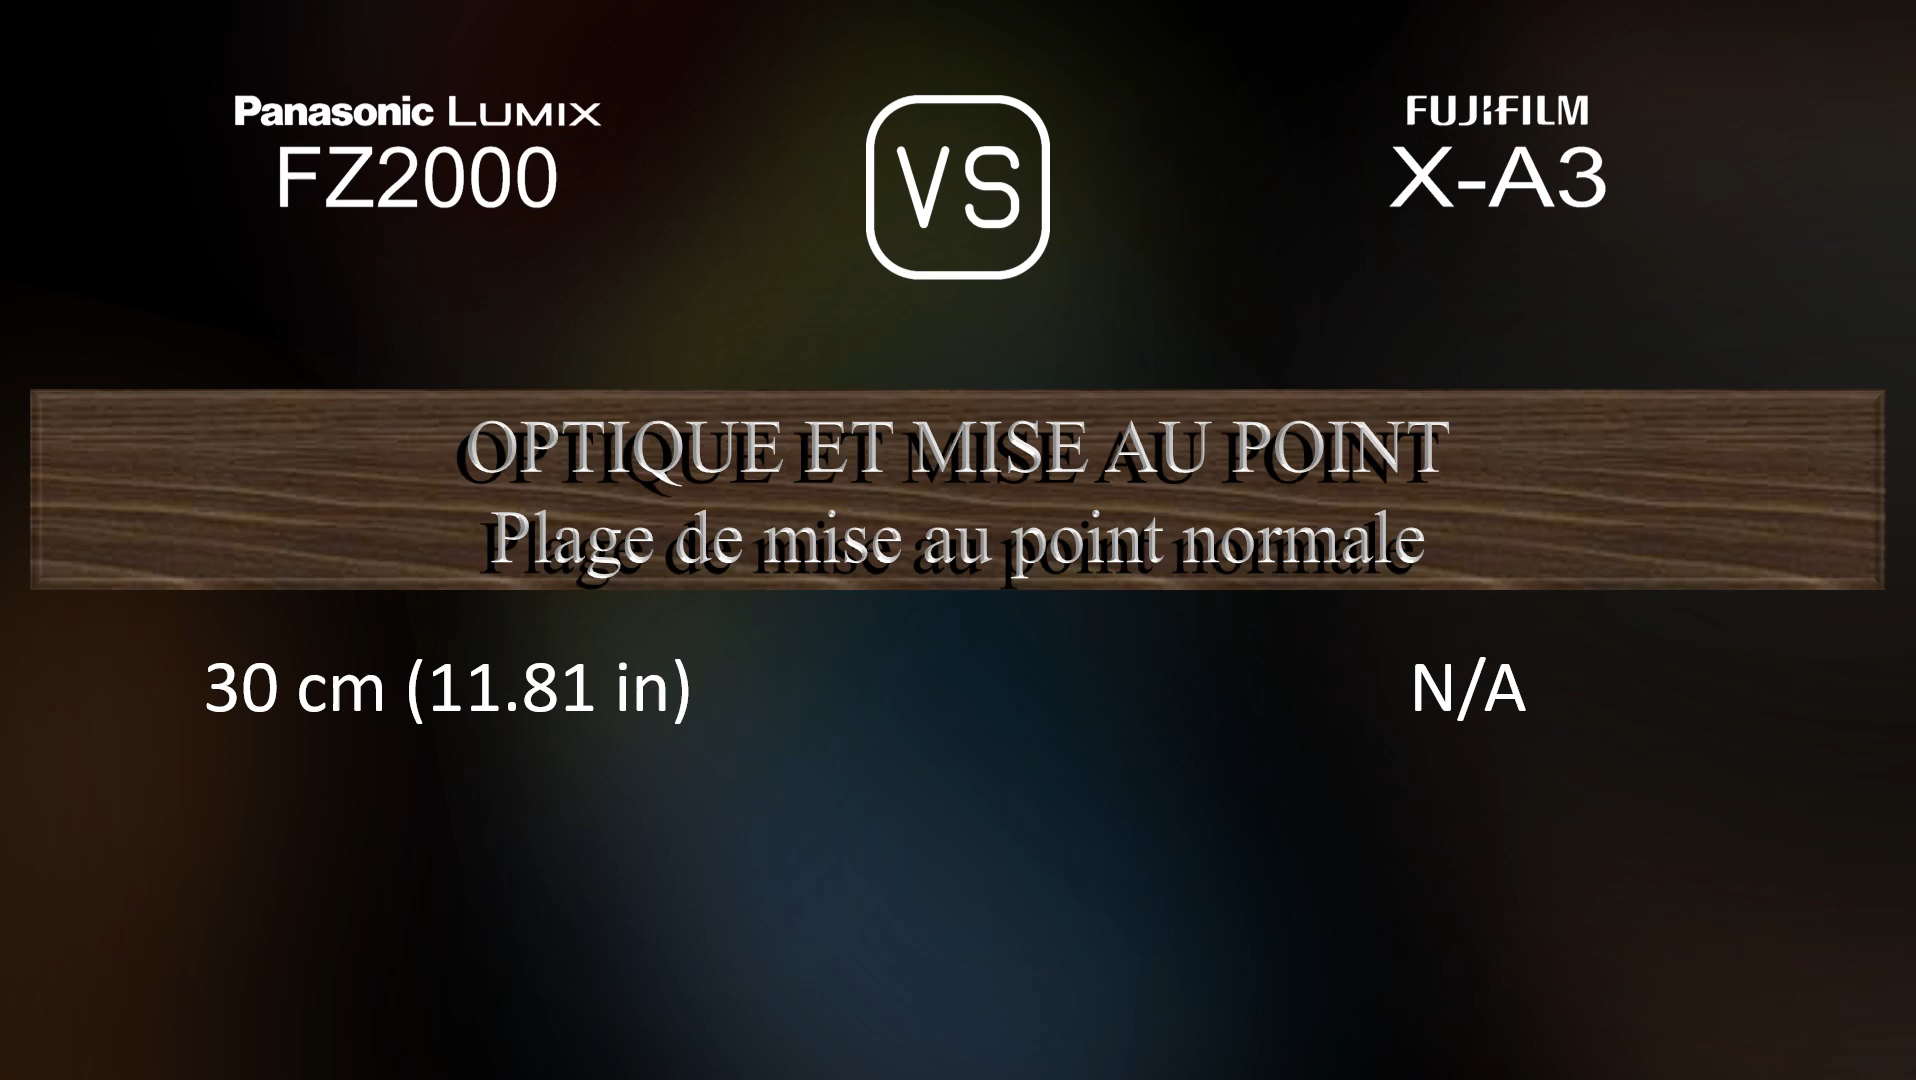 Panasonic LUMIX
FZ2000
VS
FUJIFILM
X-A3
OPTIQUE ET MISE AU POINT
Plage de mise au point normale
30 cm (11.81 in)
N/A